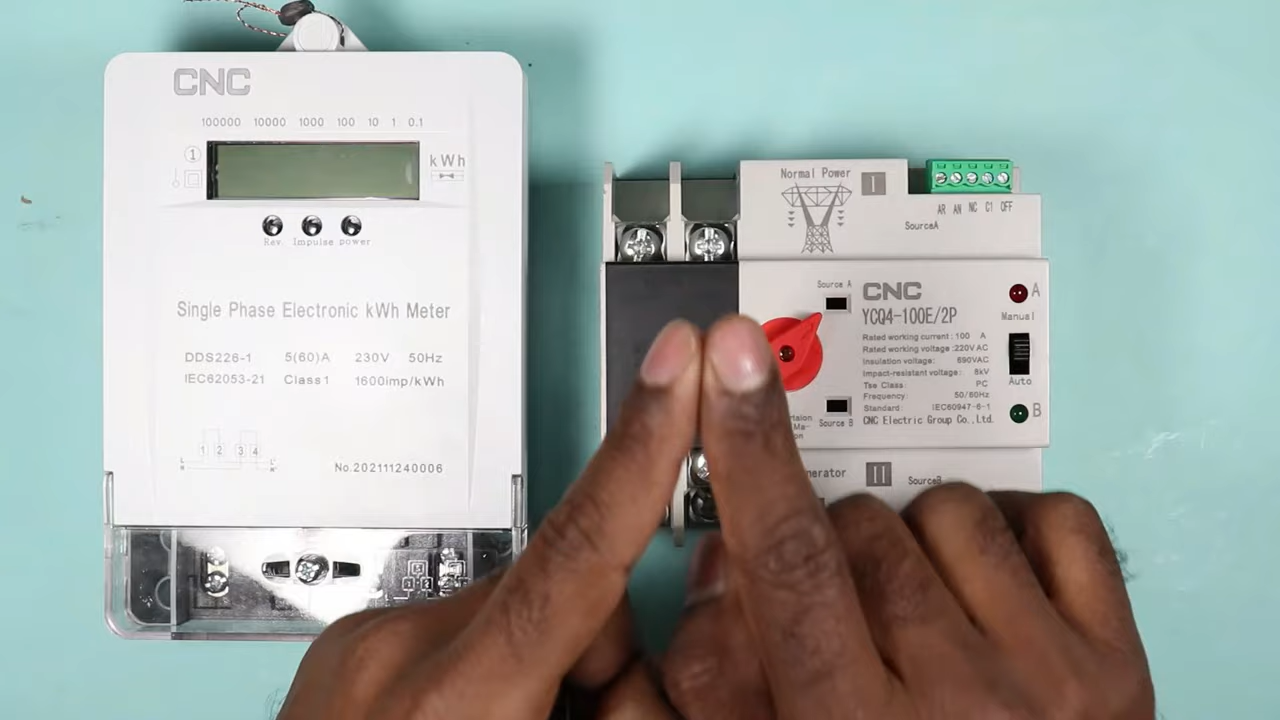 CNC
100000 10000 1000 100 10 1 0.1
1
kWh
Rev. Impulse power
Single Phase Electronic kWh Meter
DDS226-1 5(60)A 230V 50Hz
IEC62053-21 Class1 1600imp/kWh
1 2 3 4
No.202111240006
Normal Power I
AR AN NC C1 OFF
SourceA
Source A
CNC
YCQ4-100E/2P
Rated working current: 100 A
Rated working voltage: 220VAC
Insulation voltage: 690VAC
Impact-resistant voltage: 8kV
Tse Class: PC
Frequency: 50/60Hz
Standard: IEC60947-6-1
CNC Electric Group Co., Ltd.
A
Manual
Auto
B
Source B
nerator II
SourceB